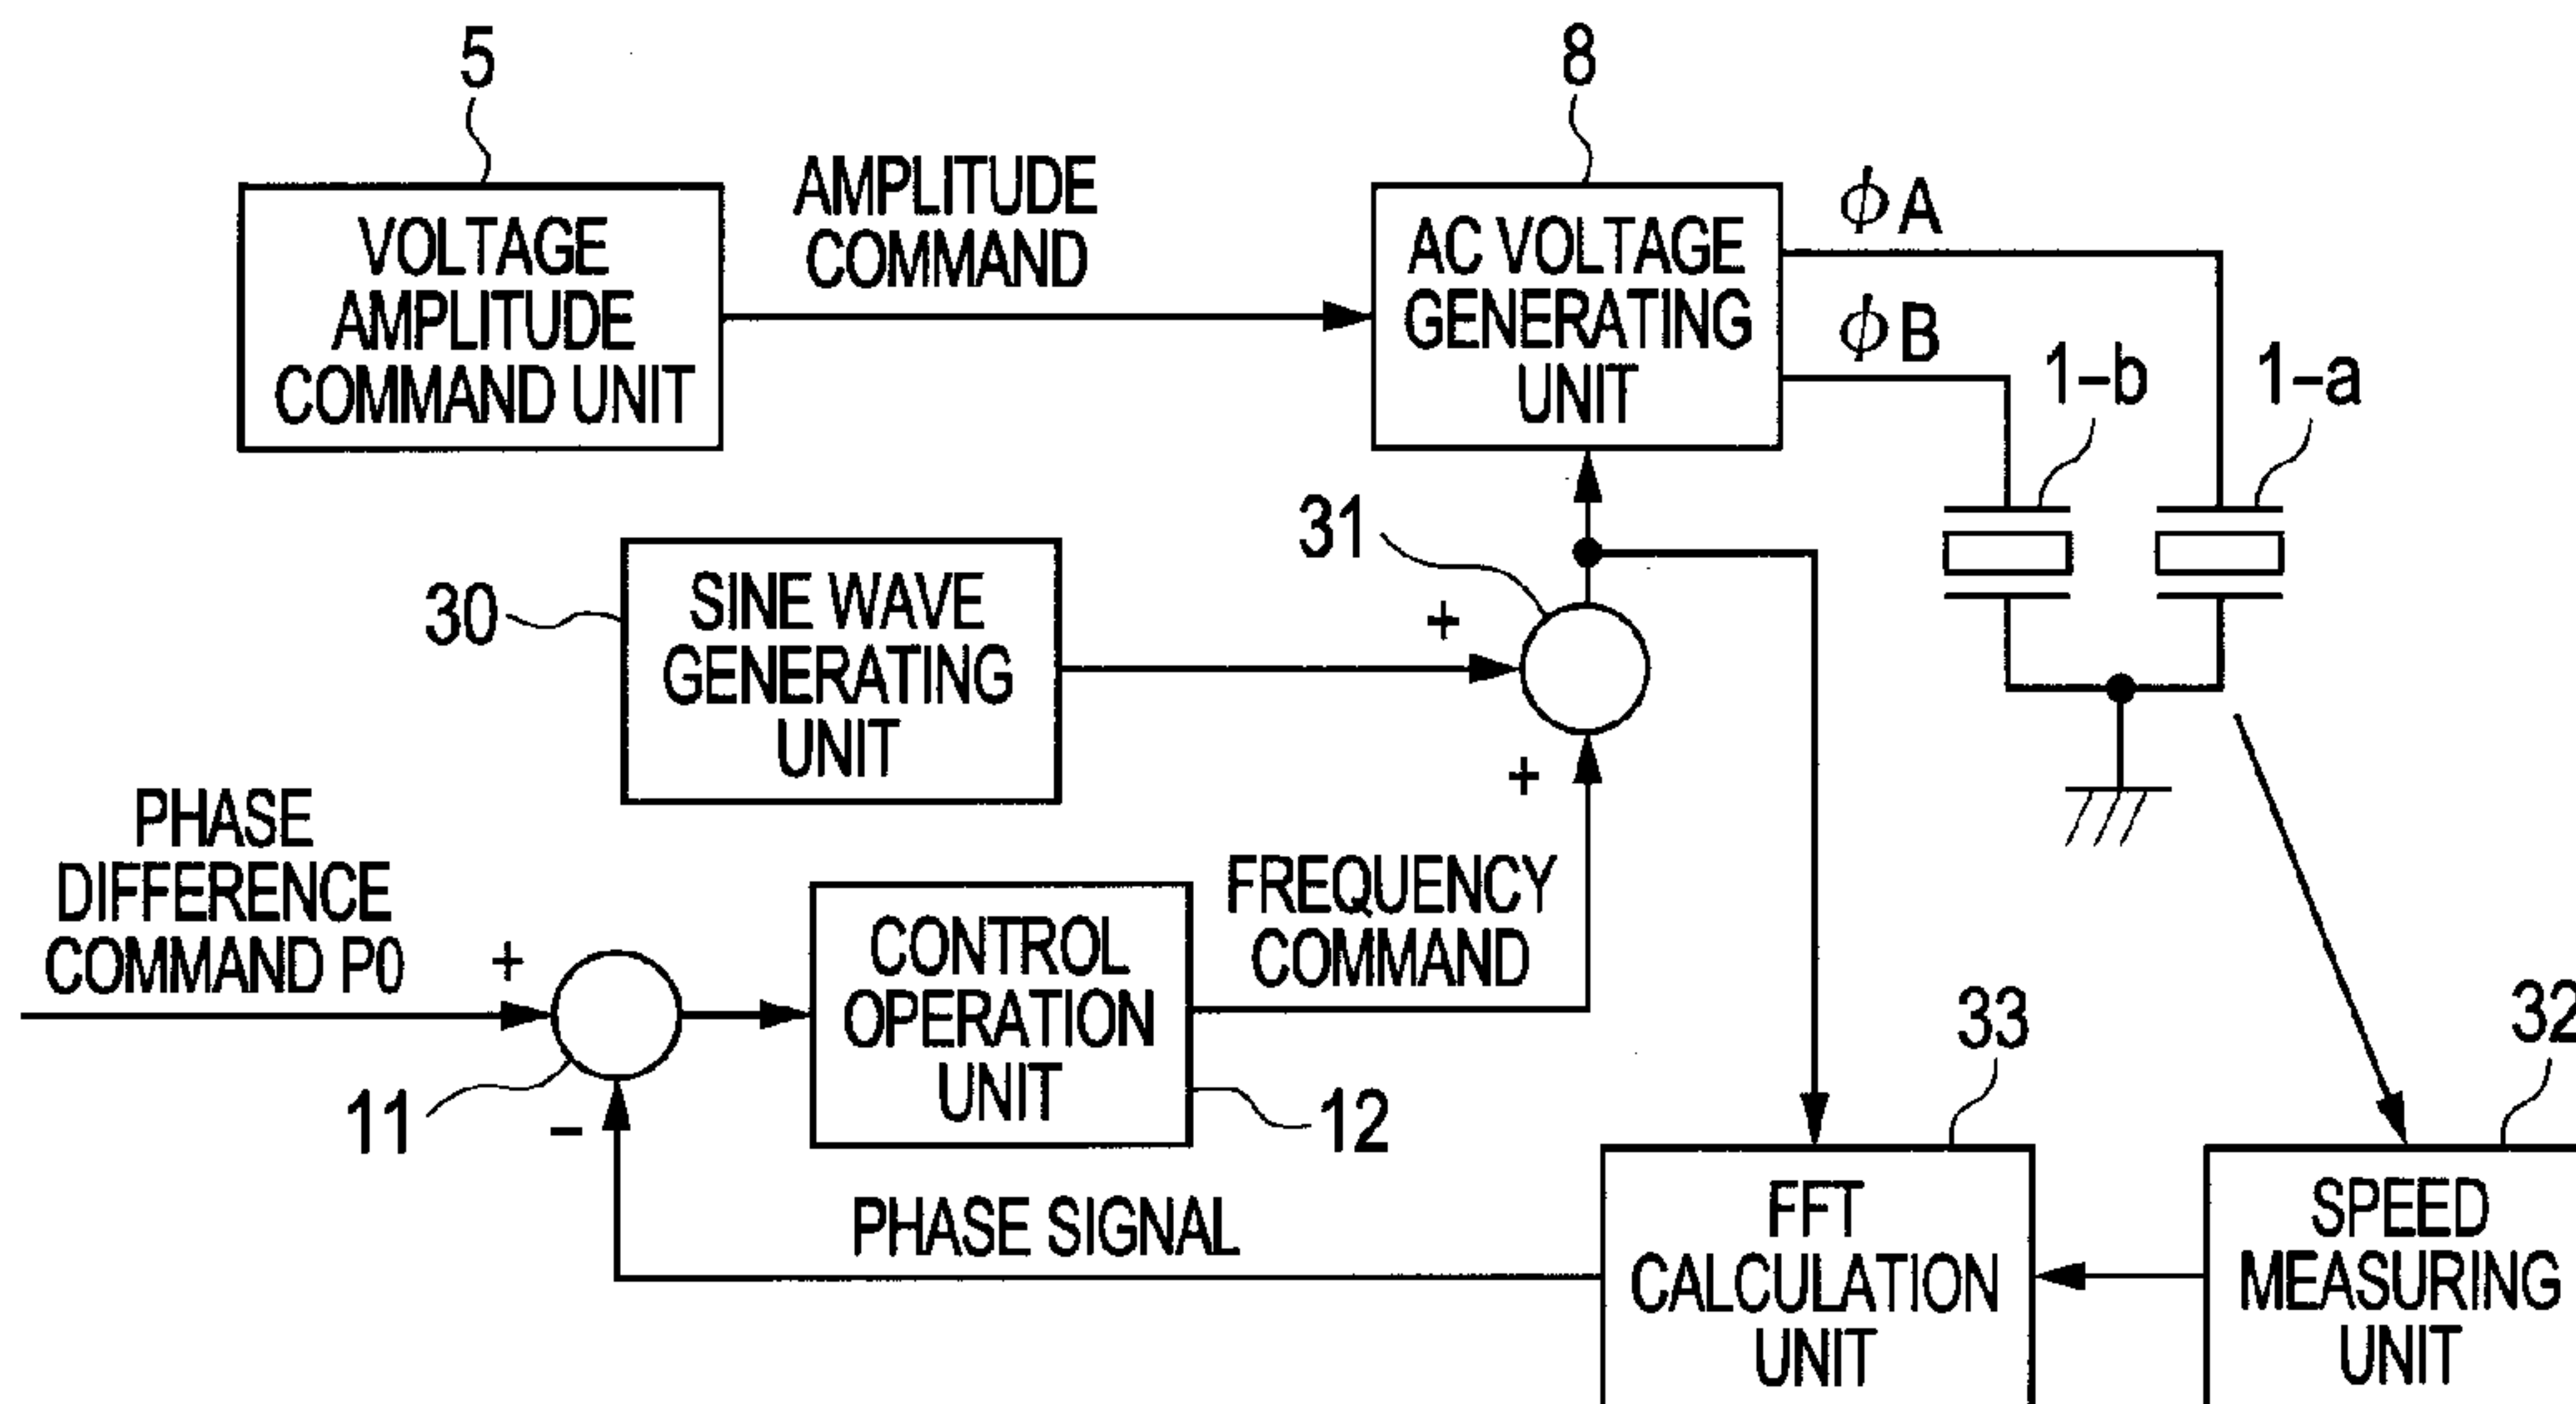 5
8
VOLTAGE
AMPLITUDE
COMMAND UNIT
AMPLITUDE
COMMAND
AC VOLTAGE
GENERATING
UNIT
ϕA
ϕB
1-b
1-a
30
SINE WAVE
GENERATING
UNIT
31
+
+
PHASE
DIFFERENCE
COMMAND P0
+
-
11
CONTROL
OPERATION
UNIT
12
FREQUENCY
COMMAND
33
32
PHASE SIGNAL
FFT
CALCULATION
UNIT
SPEED
MEASURING
UNIT